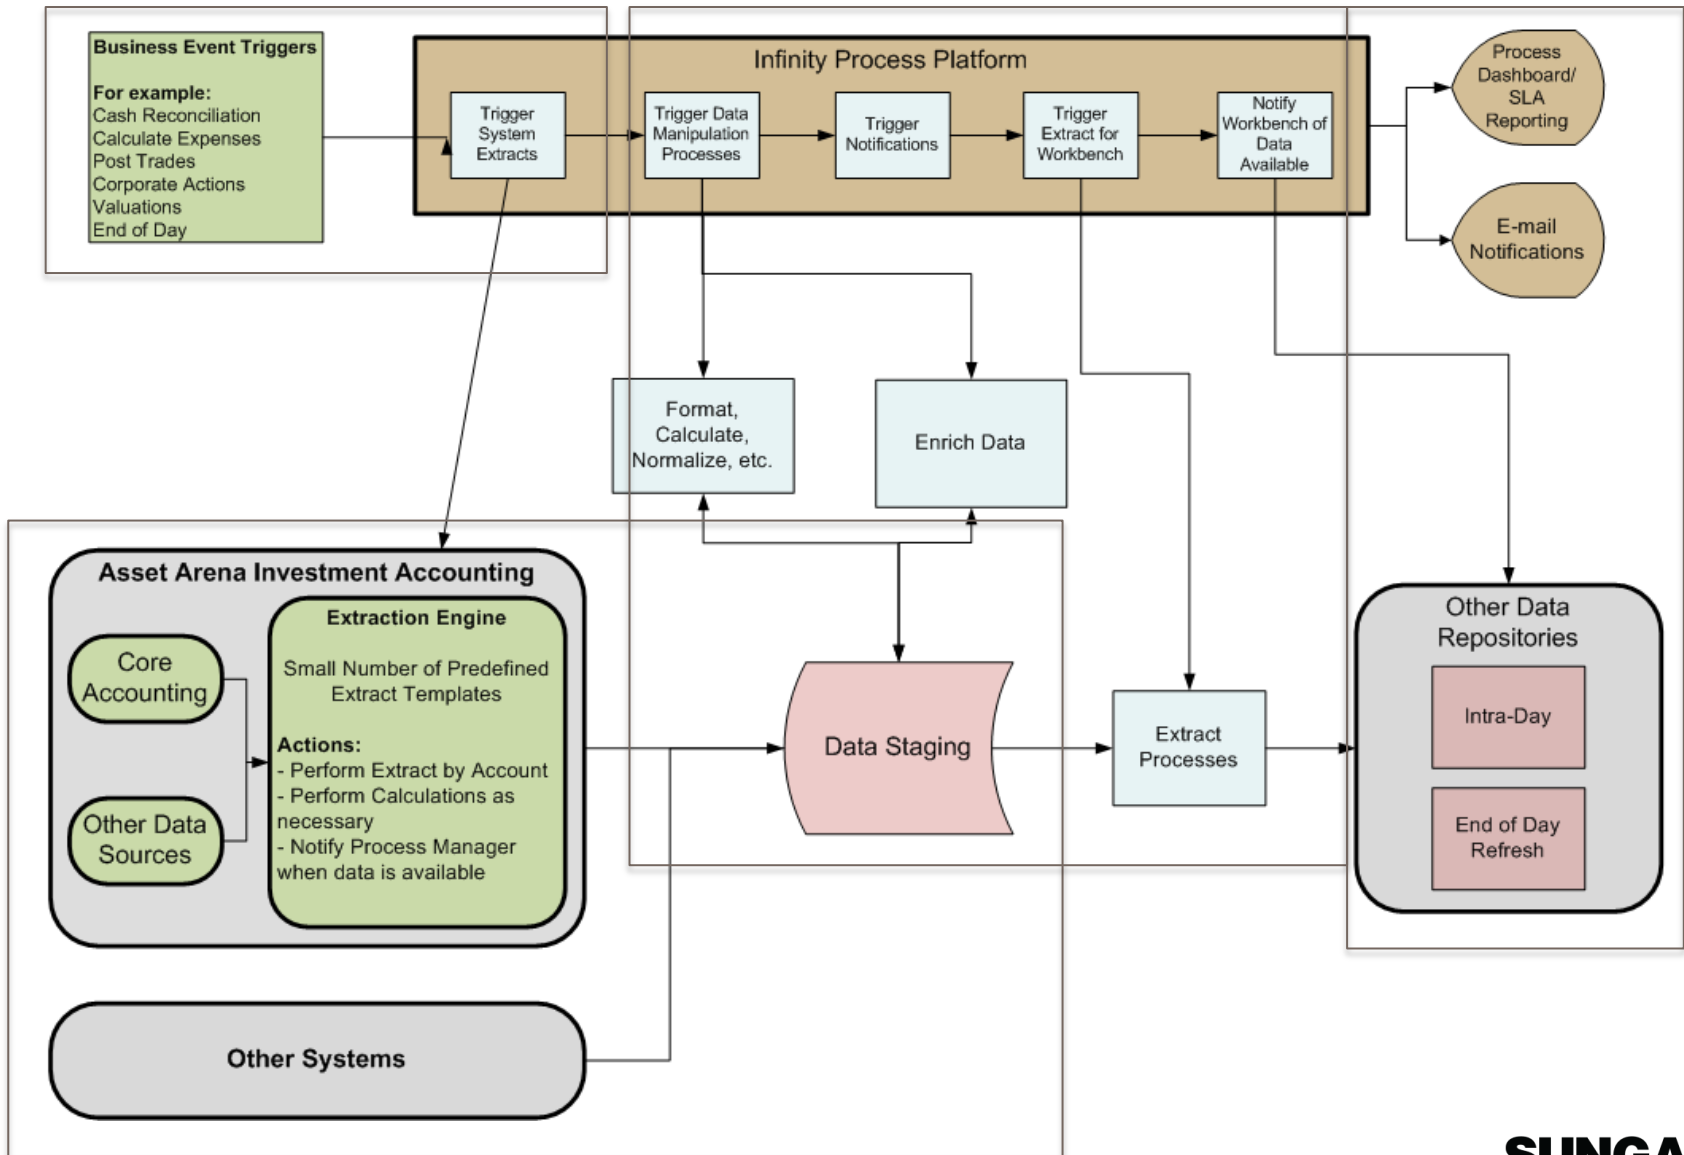 Business Event Triggers
For example:
Cash Reconciliation
Calculate Expenses
Post Trades
Corporate Actions
Valuations
End of Day
Infinity Process Platform
Trigger
System
Extracts
Trigger Data
Manipulation
Processes
Trigger
Notifications
Trigger
Extract for
Workbench
Notify
Workbench of
Data
Available
Process
Dashboard/
SLA
Reporting
E-mail
Notifications
Format,
Calculate,
Normalize, etc.
Enrich Data
Asset Arena Investment Accounting
Core
Accounting
Other Data
Sources
Extraction Engine
Small Number of Predefined
Extract Templates
Actions:
- Perform Extract by Account
- Perform Calculations as
necessary
- Notify Process Manager
when data is available
Data Staging
Extract
Processes
Other Data
Repositories
Intra-Day
End of Day
Refresh
Other Systems
SUNGA